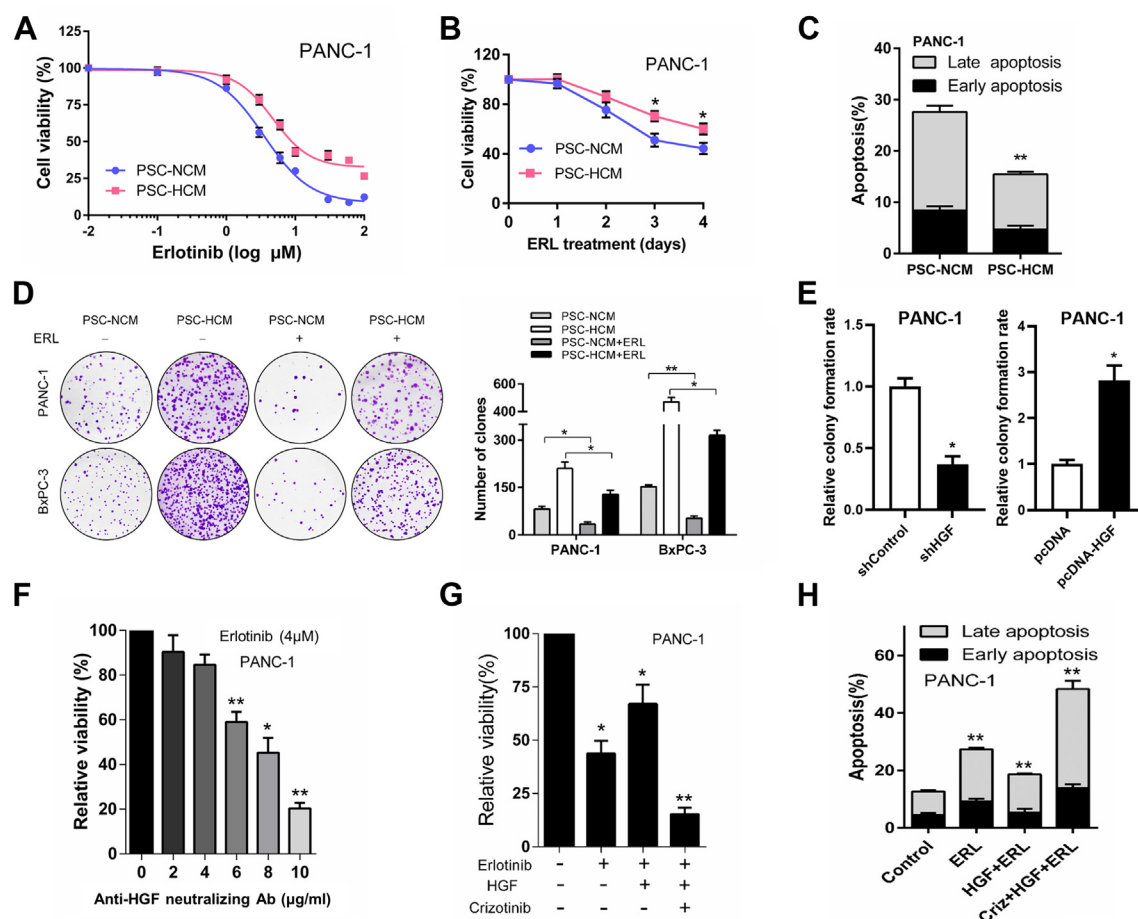 A
PANC-1
Cell viability (%)
125
100
75
50
25
0
-2
-1
0
1
2
PSC-NCM
PSC-HCM
Erlotinib (log μM)
B
PANC-1
Cell viability (%)
120
80
40
0
0
1
2
3
4
*
*
PSC-NCM
PSC-HCM
ERL treatment (days)
C
PANC-1
Late apoptosis
Early apoptosis
Apoptosis(%)
40
30
20
10
0
**
PSC-NCM
PSC-HCM
D
PSC-NCM PSC-HCM PSC-NCM PSC-HCM
ERL – – + +
PANC-1
BxPC-3
PSC-NCM
PSC-HCM
PSC-NCM+ERL
PSC-HCM+ERL
Number of clones
600
400
300
150
0
*
*
**
*
PANC-1
BxPC-3
E
PANC-1
Relative colony formation rate
1.5
1.0
0.5
0.0
*
shControl
shHGF
PANC-1
Relative colony formation rate
4
3
2
1
0
*
pcDNA
pcDNA-HGF
F
Erlotinib (4μM)
PANC-1
Relative viability (%)
100
80
60
40
20
0
**
*
**
0 2 4 6 8 10
Anti-HGF neutralizing Ab (μg/ml)
G
PANC-1
Relative viability(%)
100
75
50
25
0
*
*
**
Erlotinib - + + +
HGF - - + +
Crizotinib - - - +
H
Late apoptosis
Early apoptosis
PANC-1
Apoptosis(%)
60
40
20
0
**
**
**
Control
ERL
HGF+ERL
Criz+HGF+ERL